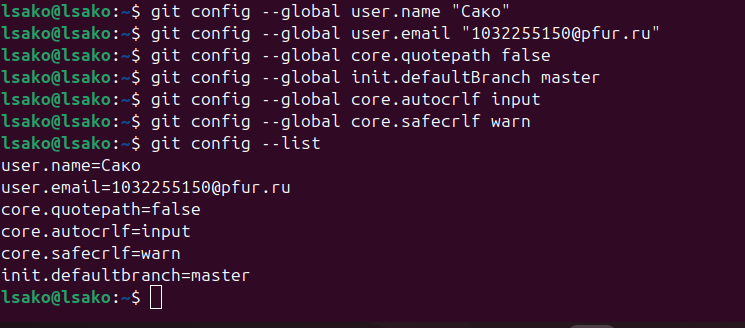 lsako@lsako:~$ git config --global user.name "Сако"
lsako@lsako:~$ git config --global user.email "1032255150@pfur.ru"
lsako@lsako:~$ git config --global core.quotepath false
lsako@lsako:~$ git config --global init.defaultBranch master
lsako@lsako:~$ git config --global core.autocrlf input
lsako@lsako:~$ git config --global core.safecrlf warn
lsako@lsako:~$ git config --list
user.name=Сако
user.email=1032255150@pfur.ru
core.quotepath=false
core.autocrlf=input
core.safecrlf=warn
init.defaultbranch=master
lsako@lsako:~$